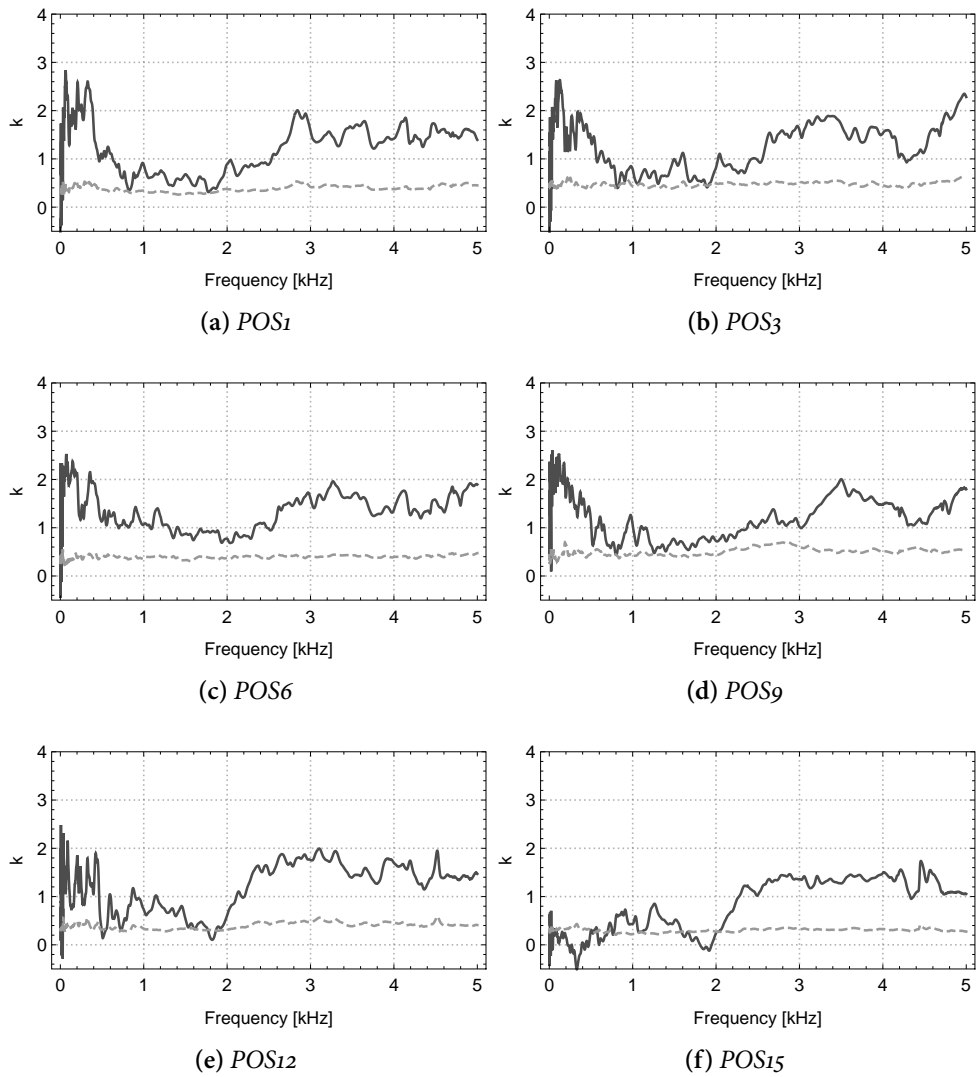 4
3
2
1
0
k
0 1 2 3 4 5
Frequency [kHz]
(a) POS1
4
3
2
1
0
k
0 1 2 3 4 5
Frequency [kHz]
(b) POS3
4
3
2
1
0
k
0 1 2 3 4 5
Frequency [kHz]
(c) POS6
4
3
2
1
0
k
0 1 2 3 4 5
Frequency [kHz]
(d) POS9
4
3
2
1
0
k
0 1 2 3 4 5
Frequency [kHz]
(e) POS12
4
3
2
1
0
k
0 1 2 3 4 5
Frequency [kHz]
(f) POS15